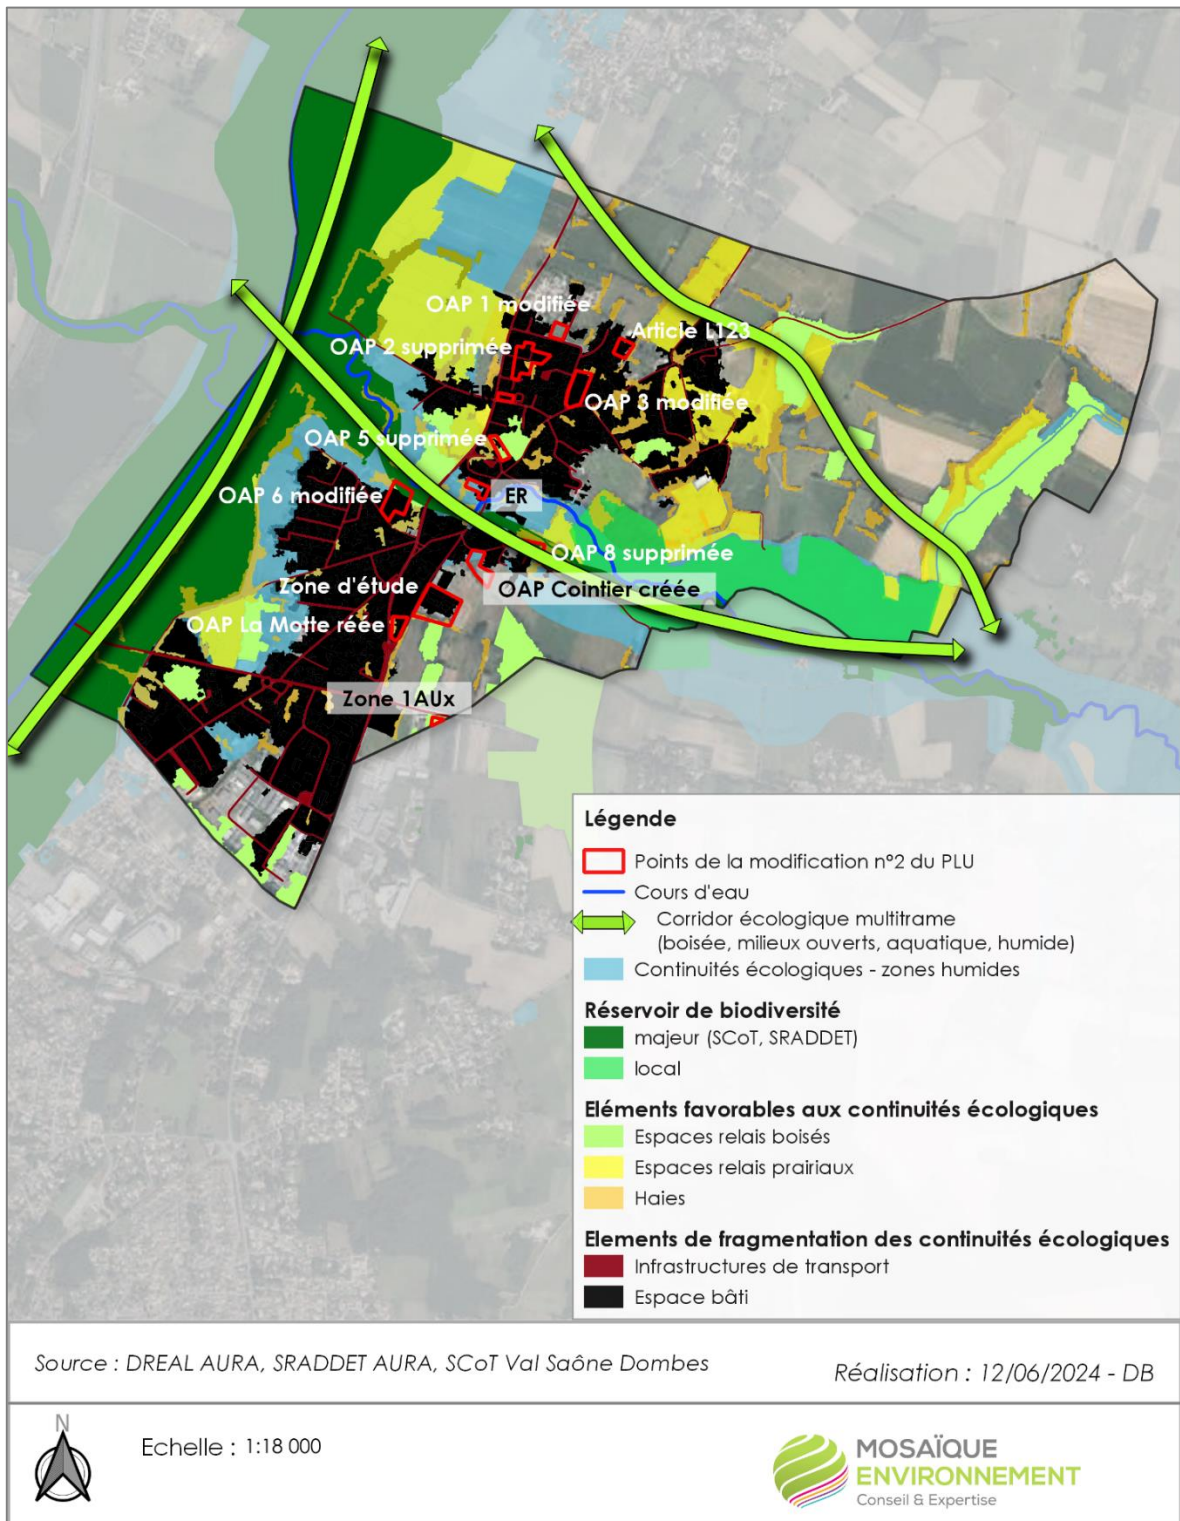 OAP 1 modifiée
Article L123
OAP 2 supprimée
OAP 3 modifiée
OAP 5 supprimée
OAP 6 modifiée
ER
OAP 8 supprimée
Zone d'étude
OAP Cointier créée
OAP La Motte réée
Zone 1AUx
Légende
Points de la modification n°2 du PLU
Cours d'eau
Corridor écologique multitrame
(boisée, milieux ouverts, aquatique, humide)
Continuités écologiques - zones humides
Réservoir de biodiversité
majeur (SCoT, SRADDET)
local
Eléments favorables aux continuités écologiques
Espaces relais boisés
Espaces relais prairiaux
Haies
Elements de fragmentation des continuités écologiques
Infrastructures de transport
Espace bâti
Source : DREAL AURA, SRADDET AURA, SCoT Val Saône Dombes
Réalisation : 12/06/2024 - DB
N
Echelle : 1:18 000
MOSAÏQUE
ENVIRONNEMENT
Conseil & Expertise